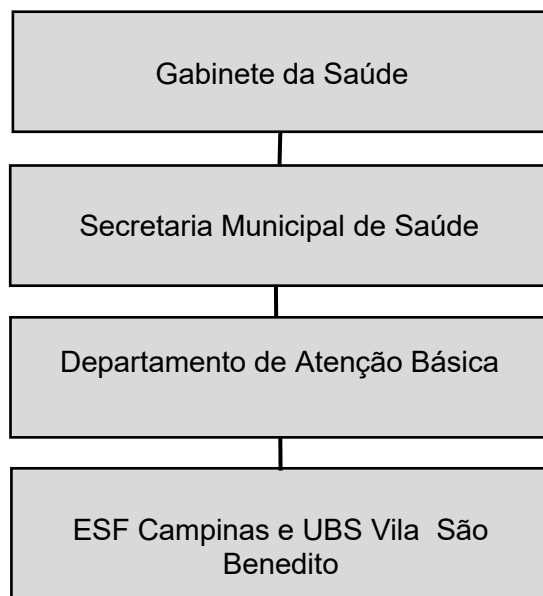 Gabinete da Saúde
Secretaria Municipal de Saúde
Departamento de Atenção Básica
ESF Campinas e UBS Vila  São
Benedito